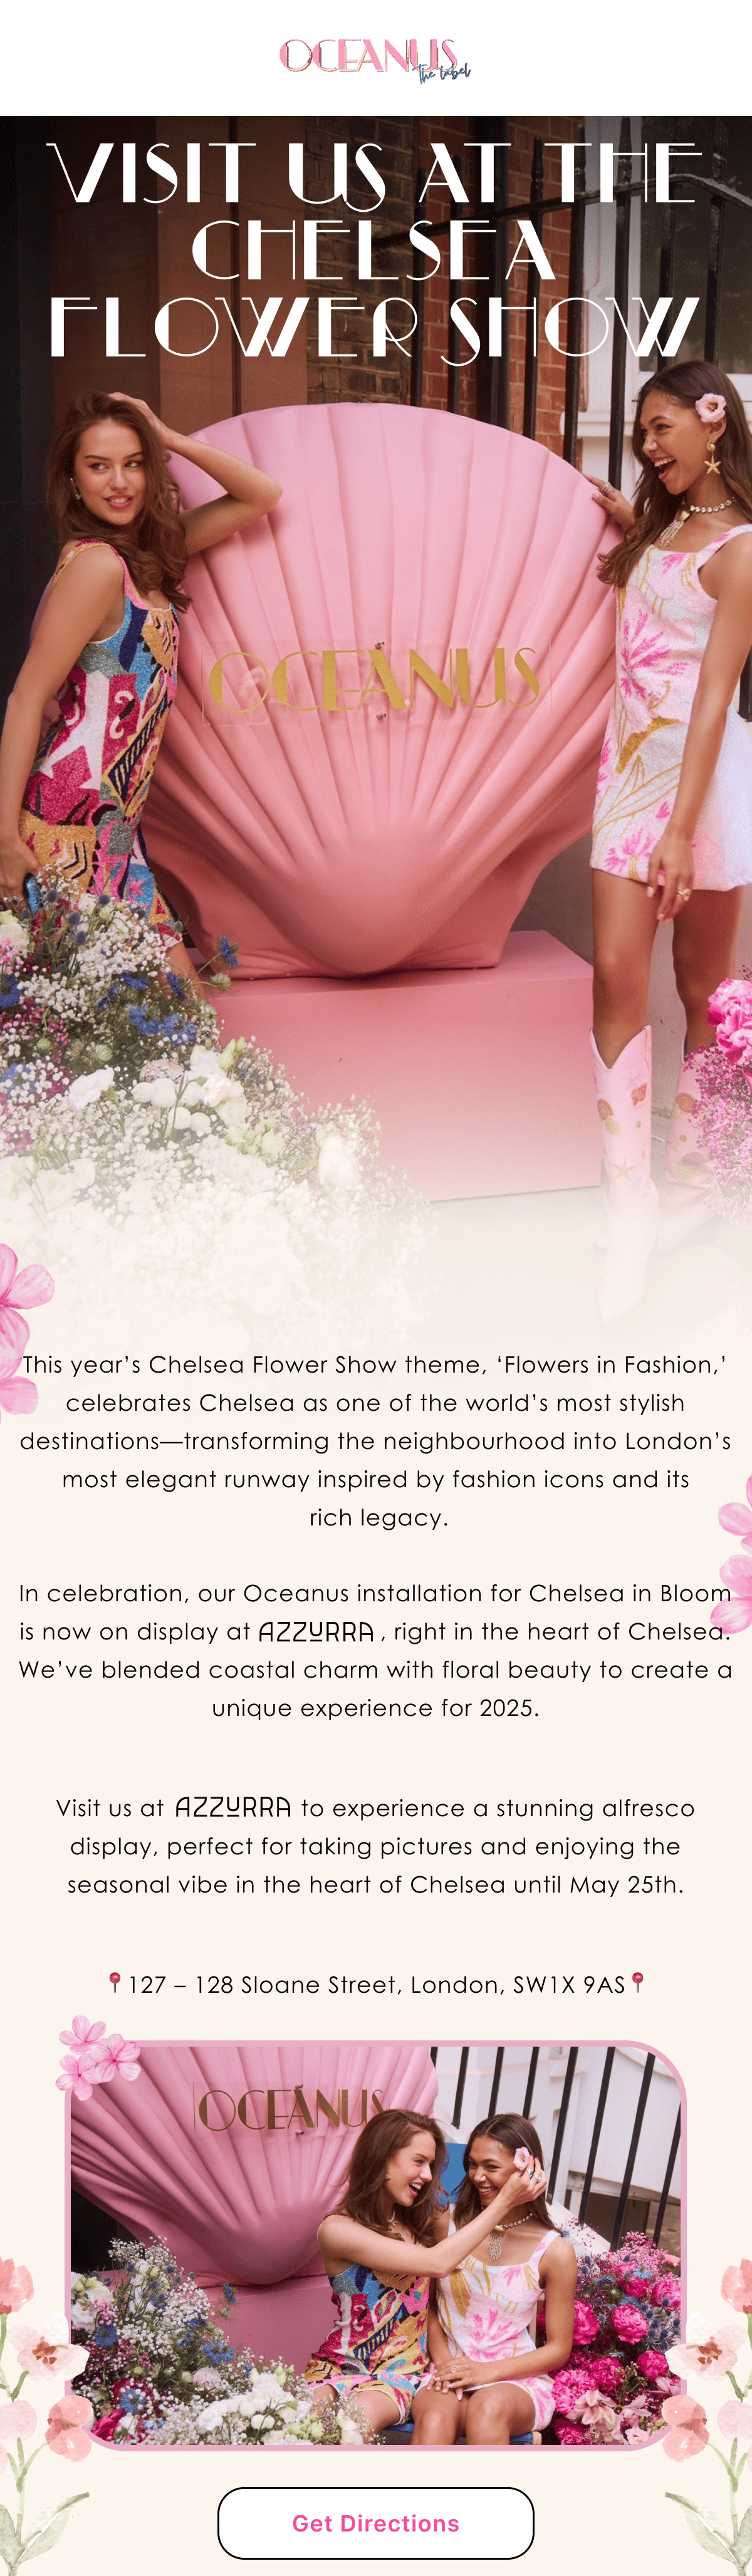 OCEANUS
The Label
VISIT US AT THE
CHELSEA
FLOWER SHOW
OCEANUS
This year’s Chelsea Flower Show theme, ‘Flowers in Fashion,’
celebrates Chelsea as one of the world’s most stylish
destinations—transforming the neighbourhood into London’s
most elegant runway inspired by fashion icons and its
rich legacy.
In celebration, our Oceanus installation for Chelsea in Bloom
is now on display at AZZURRA , right in the heart of Chelsea.
We’ve blended coastal charm with floral beauty to create a
unique experience for 2025.
Visit us at AZZURRA to experience a stunning alfresco
display, perfect for taking pictures and enjoying the
seasonal vibe in the heart of Chelsea until May 25th.
📍127 – 128 Sloane Street, London, SW1X 9AS📍
OCEANUS
Get Directions